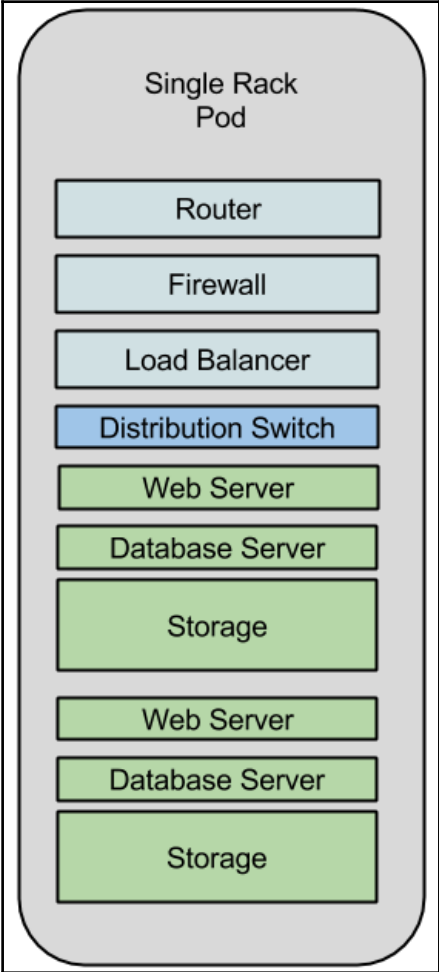 Single Rack
Pod
Router
Firewall
Load Balancer
Distribution Switch
Web Server
Database Server
Storage
Web Server
Database Server
Storage